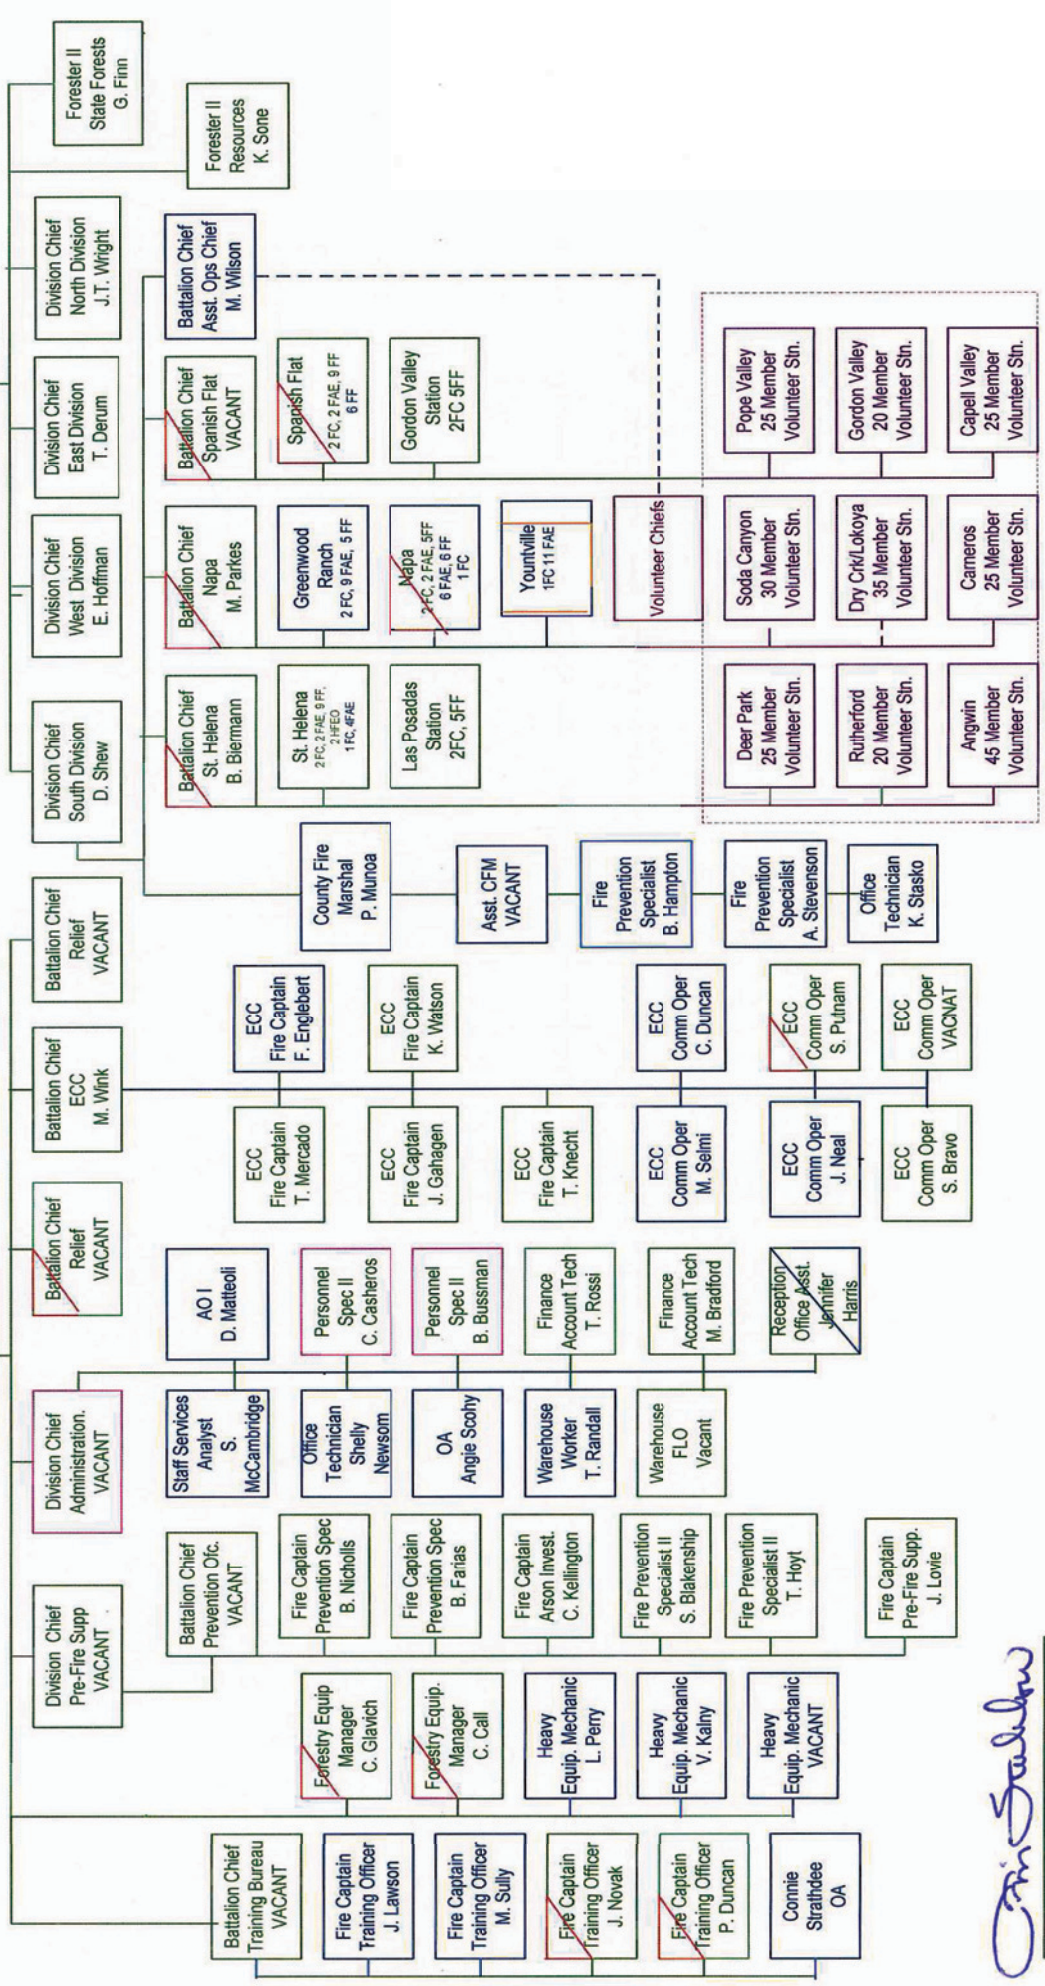 Forester II
State Forests
G. Finn
Forester II
Resources
K. Sone
Division Chief
North Division
J.T. Wright
Division Chief
East Division
T. Derum
Division Chief
West Division
E. Hoffman
Division Chief
South Division
D. Shew
Battalion Chief
Relief
VACANT
Battalion Chief
ECC
M. Wink
Battalion Chief
Relief
VACANT
Division Chief
Administration.
VACANT
Division Chief
Pre-Fire Supp
VACANT
Battalion Chief
Asst. Ops Chief
M. Wilson
Battalion Chief
Spanish Flat
VACANT
Spanish Flat
2 FC, 2 FAE, 9 FF
6 FF
Gordon Valley
Station
2FC 5FF
Battalion Chief
Napa
M. Parkes
Greenwood
Ranch
2 FC, 9 FAE, 5 FF
Napa
2 FC, 2 FAE, 5FF
6 FAE, 6 FF
1 FC
Yountville
1FC 11 FAE
Volunteer Chiefs
Battalion Chief
St. Helena
B. Biermann
St. Helena
2 FC, 2 FAE, 9 FF,
2 HFEO
1 FC, 4FAE
Las Posadas
Station
2FC, 5FF
Pope Valley
25 Member
Volunteer Stn.
Gordon Valley
20 Member
Volunteer Stn.
Capell Valley
25 Member
Volunteer Stn.
Soda Canyon
30 Member
Volunteer Stn.
Dry Crk/Lokoya
35 Member
Volunteer Stn.
Carneros
25 Member
Volunteer Stn.
Deer Park
25 Member
Volunteer Stn.
Rutherford
20 Member
Volunteer Stn.
Angwin
45 Member
Volunteer Stn.
County Fire
Marshal
P. Munoa
Asst. CFM
VACANT
Fire
Prevention
Specialist
B. Hampton
Fire
Prevention
Specialist
A. Stevenson
Office
Technician
K. Stasko
ECC
Fire Captain
F. Englebert
ECC
Fire Captain
K. Watson
ECC
Comm Oper
C. Duncan
ECC
Comm Oper
S. Putnam
ECC
Comm Oper
VACNAT
ECC
Fire Captain
T. Mercado
ECC
Fire Captain
J. Gahagen
ECC
Fire Captain
T. Knecht
ECC
Comm Oper
M. Selmi
ECC
Comm Oper
J. Neal
ECC
Comm Oper
S. Bravo
AO I
D. Matteoli
Personnel
Spec II
C. Casheros
Personnel
Spec II
B. Bussman
Finance
Account Tech
T. Rossi
Finance
Account Tech
M. Bradford
Reception
Office Asst.
Jennifer
Harris
Staff Services
Analyst
S.
McCambridge
Office
Technician
Shelly
Newsom
OA
Angie Scohy
Warehouse
Worker
T. Randall
Warehouse
FLO
Vacant
Battalion Chief
Prevention Ofc.
VACANT
Fire Captain
Prevention Spec
B. Nicholls
Fire Captain
Prevention Spec
B. Farias
Fire Captain
Arson Invest.
C. Kellington
Fire Prevention
Specialist II
S. Blakenship
Fire Prevention
Specialist II
T. Hoyt
Fire Captain
Pre-Fire Supp.
J. Lovie
Forestry Equip
Manager
C. Glavich
Forestry Equip.
Manager
C. Call
Heavy
Equip. Mechanic
L. Perry
Heavy
Equip. Mechanic
V. Kalny
Heavy
Equip. Mechanic
VACANT
Battalion Chief
Training Bureau
VACANT
Fire Captain
Training Officer
J. Lawson
Fire Captain
Training Officer
M. Sully
Fire Captain
Training Officer
J. Novak
Fire Captain
Training Officer
P. Duncan
Connie
Strathdee
OA